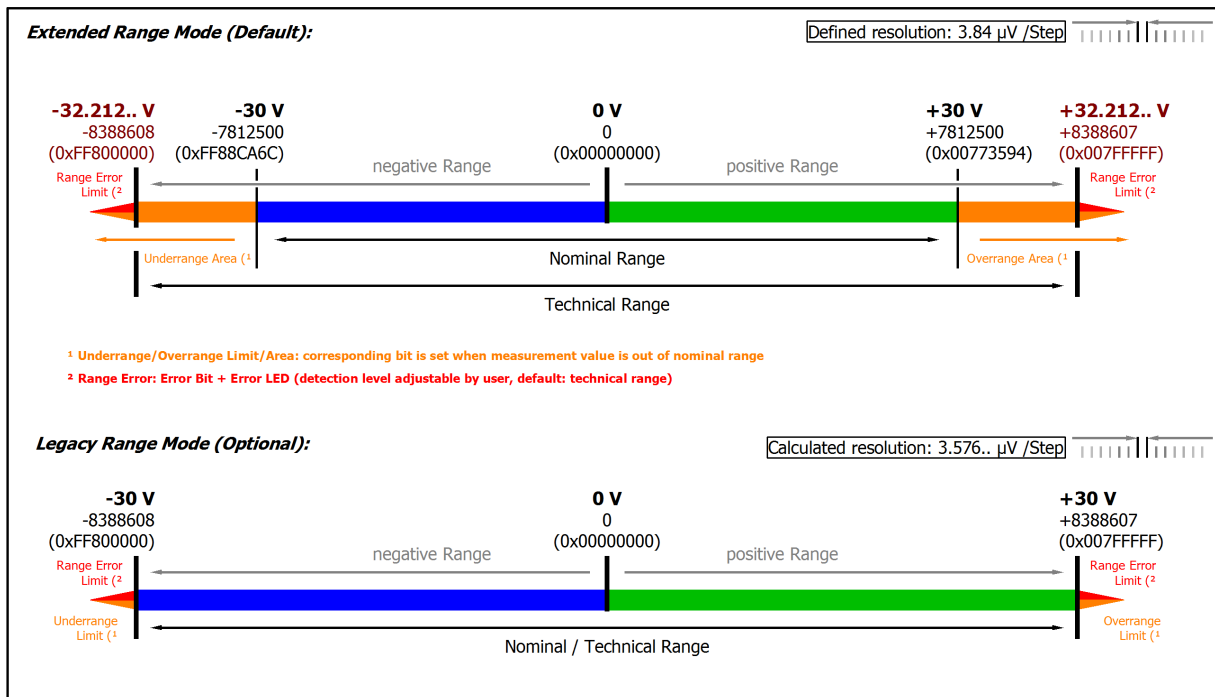 Extended Range Mode (Default):
Defined resolution: 3.84 µV /Step
-32.212.. V
-8388608
(0xFF800000)
-30 V
-7812500
(0xFF88CA6C)
0 V
0
(0x00000000)
+30 V
+7812500
(0x00773594)
+32.212.. V
+8388607
(0x007FFFFF)
Range Error
Limit (²
negative Range
positive Range
Range Error
Limit (²
Underrange Area (¹
Nominal Range
Overrange Area (¹
Technical Range
¹ Underrange/Overrange Limit/Area: corresponding bit is set when measurement value is out of nominal range
² Range Error: Error Bit + Error LED (detection level adjustable by user, default: technical range)
Legacy Range Mode (Optional):
Calculated resolution: 3.576.. µV /Step
-30 V
-8388608
(0xFF800000)
0 V
0
(0x00000000)
+30 V
+8388607
(0x007FFFFF)
Range Error
Limit (²
negative Range
positive Range
Range Error
Limit (²
Underrange
Limit (¹
Nominal / Technical Range
Overrange
Limit (¹